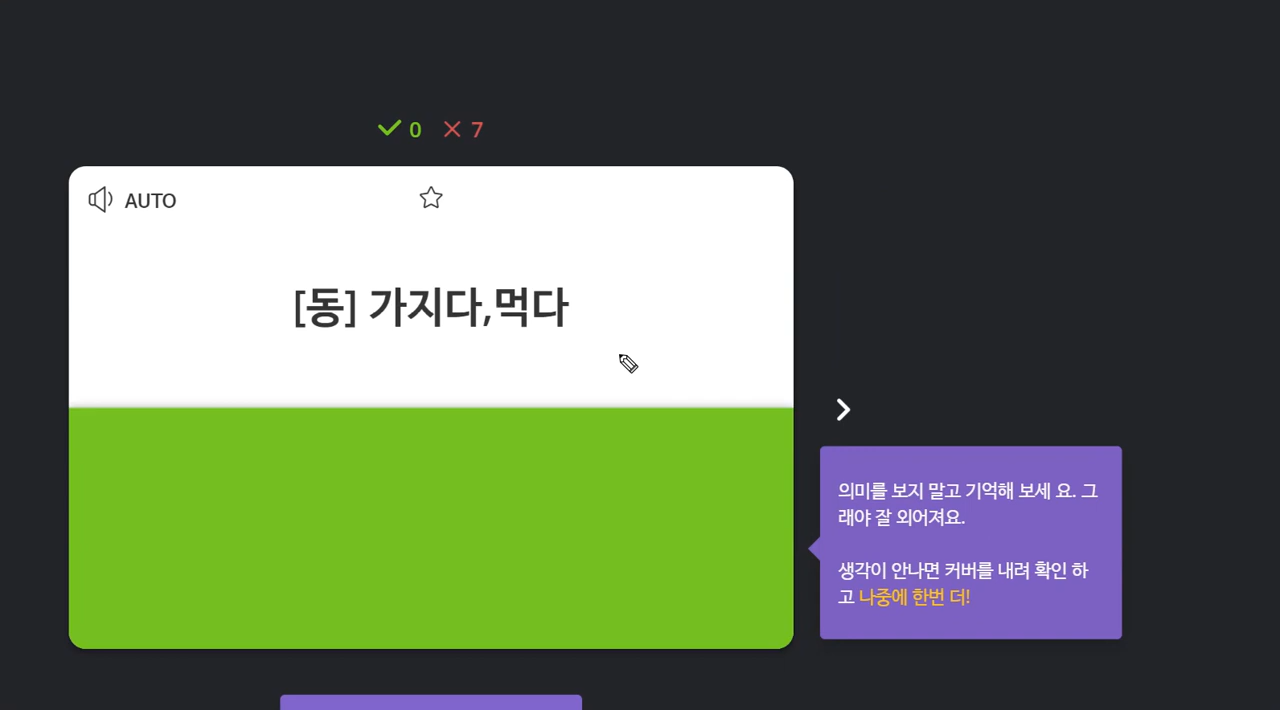 0 7
AUTO
[동] 가지다,먹다
의미를 보지 말고 기억해 보세 요. 그
래야 잘 외어져요.
생각이 안나면 커버를 내려 확인 하
고 나중에 한번 더!